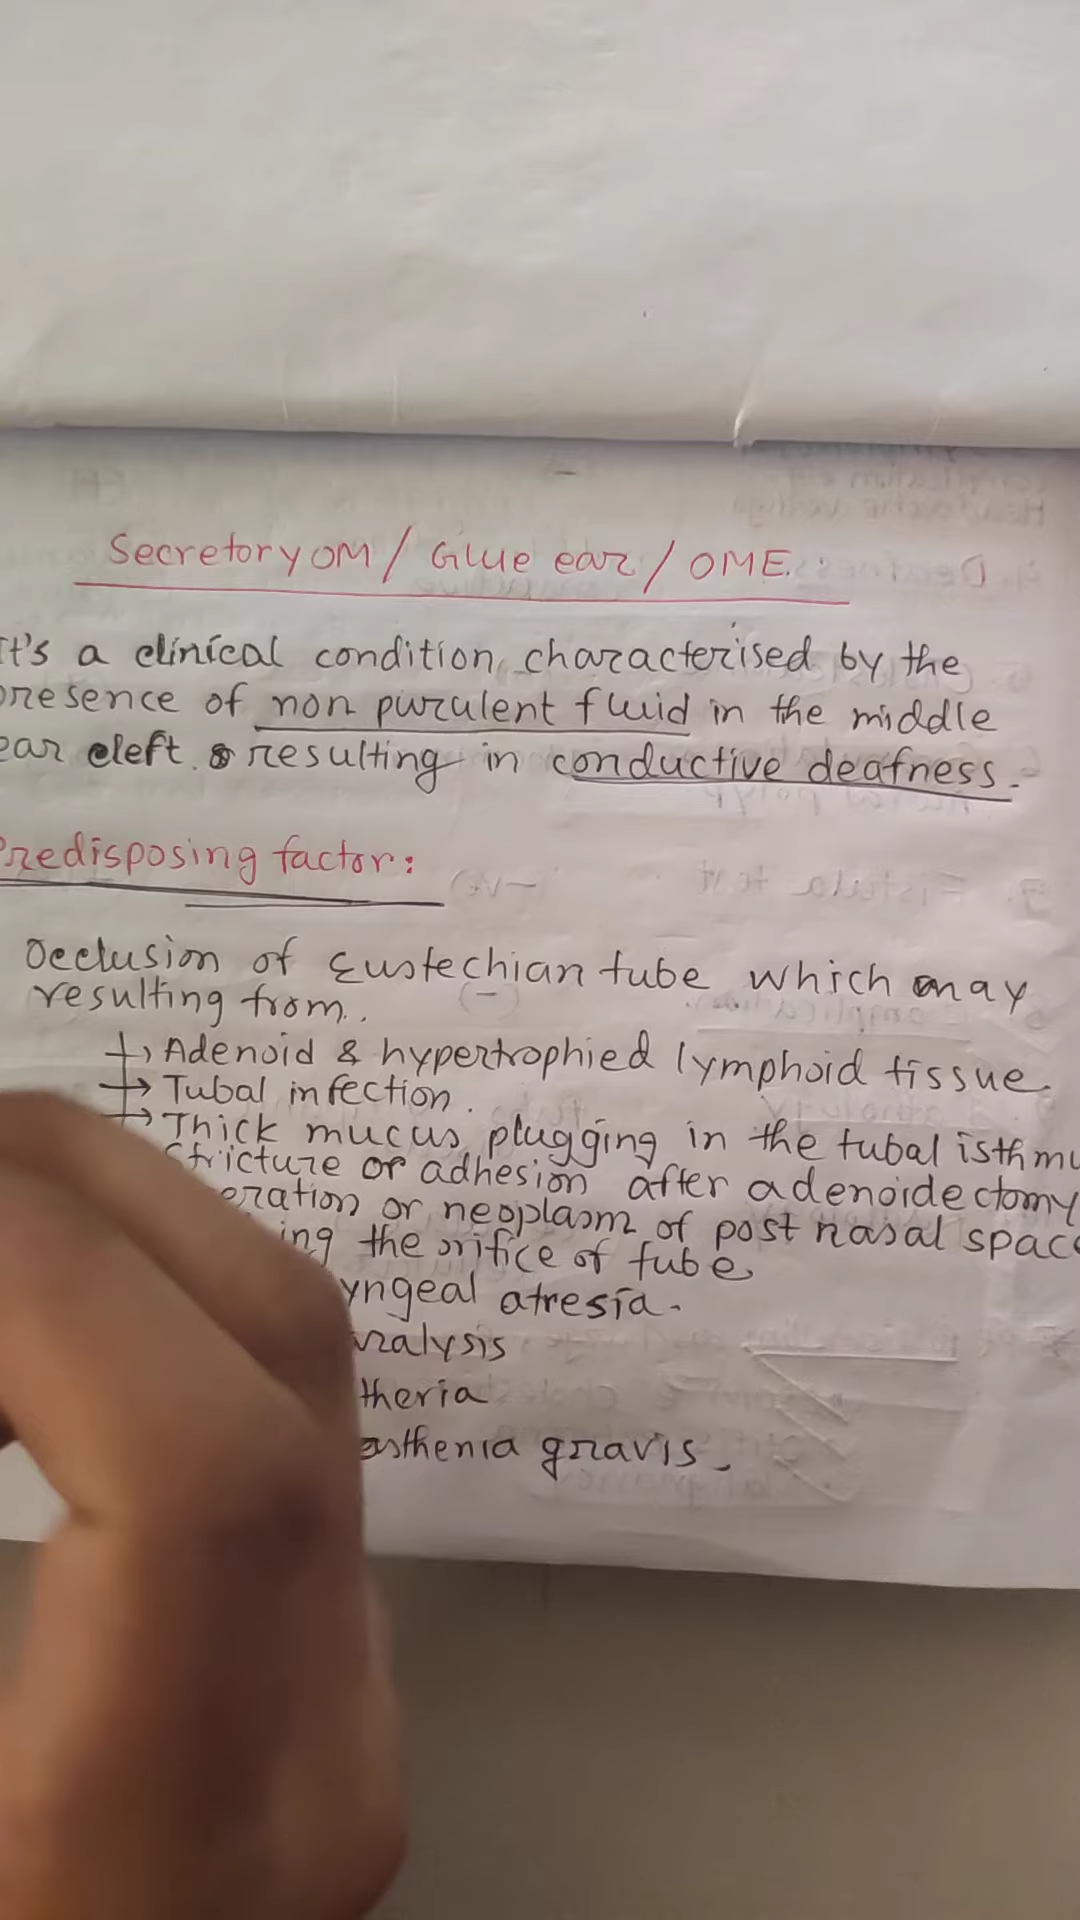 Secretory OM / Glue ear / OME.
It's a clinical condition, characterised by the
presence of non purulent fluid in the middle
ear cleft resulting in conductive deafness.
Predisposing factor:
Occlusion of Eustechian tube which may
resulting from.
→ Adenoid & hypertrophied lymphoid tissue.
→ Tubal infection.
→ Thick mucus plugging in the tubal isthmu
Stricture or adhesion after adenoidectomy
eration or neoplasm of post nasal space
ing the orifice of tube
yngeal atresia.
aralysis
theria
asthenia gravis.